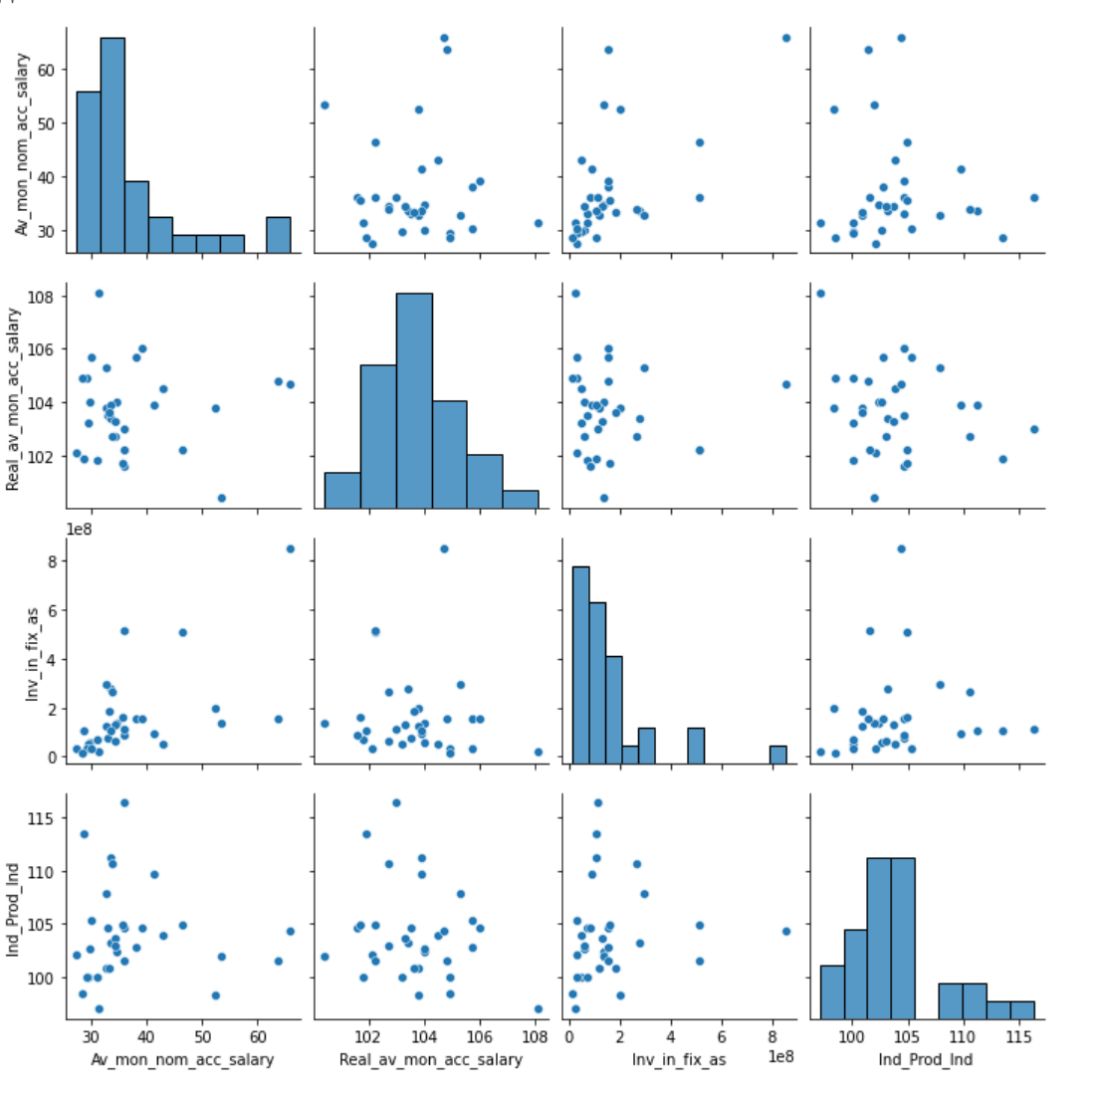 Av_mon_nom_acc_salary
60
50
40
30
Real_av_mon_acc_salary
108
106
104
102
1e8
Inv_in_fix_as
8
6
4
2
0
Ind_Prod_Ind
115
110
105
100
30 40 50 60 102 104 106 108 0 2 4 6 8 100 105 110 115
1e8
Av_mon_nom_acc_salary Real_av_mon_acc_salary Inv_in_fix_as Ind_Prod_Ind